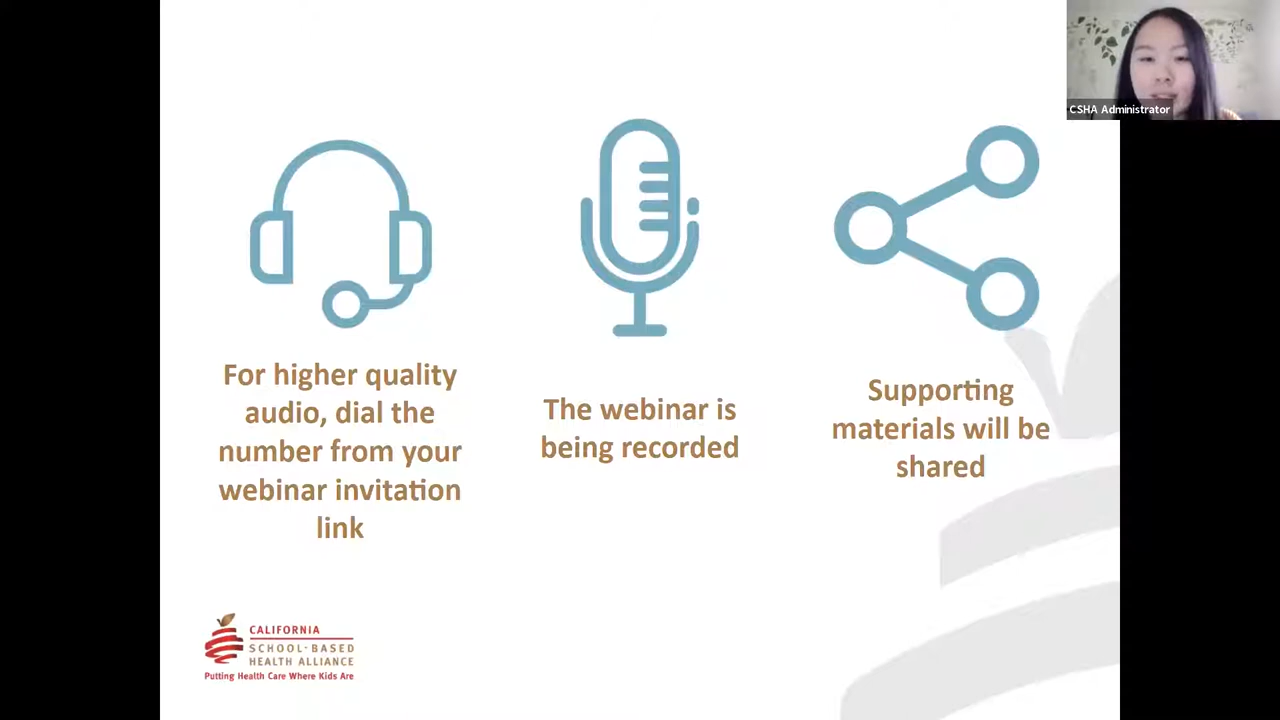 CSHA Administrator
For higher quality
audio, dial the
number from your
webinar invitation
link
The webinar is
being recorded
Supporting
materials will be
shared
CALIFORNIA
SCHOOL-BASED
HEALTH ALLIANCE
Putting Health Care Where Kids Are